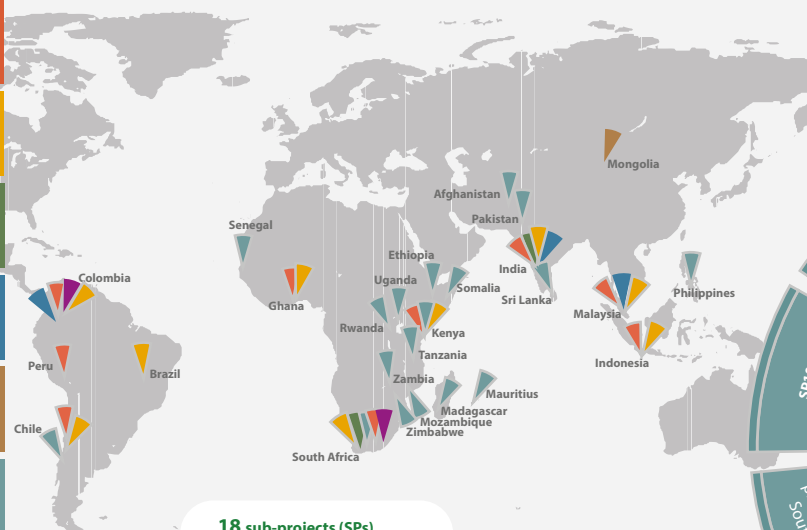 Mongolia
Afghanistan
Pakistan
Senegal
Ethiopia
India
Colombia
Uganda
Somalia
Sri Lanka
Philippines
Ghana
Malaysia
Rwanda
Kenya
Tanzania
Indonesia
Peru
Brazil
Zambia
Mauritius
Madagascar
Mozambique
Chile
Zimbabwe
South Africa
18 sub-projects (SPs)